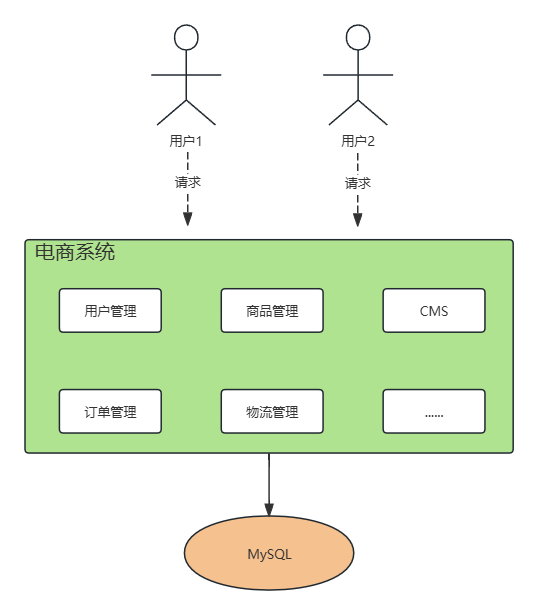 用户1
用户2
请求
请求
电商系统
用户管理
商品管理
CMS
订单管理
物流管理
......
MySQL